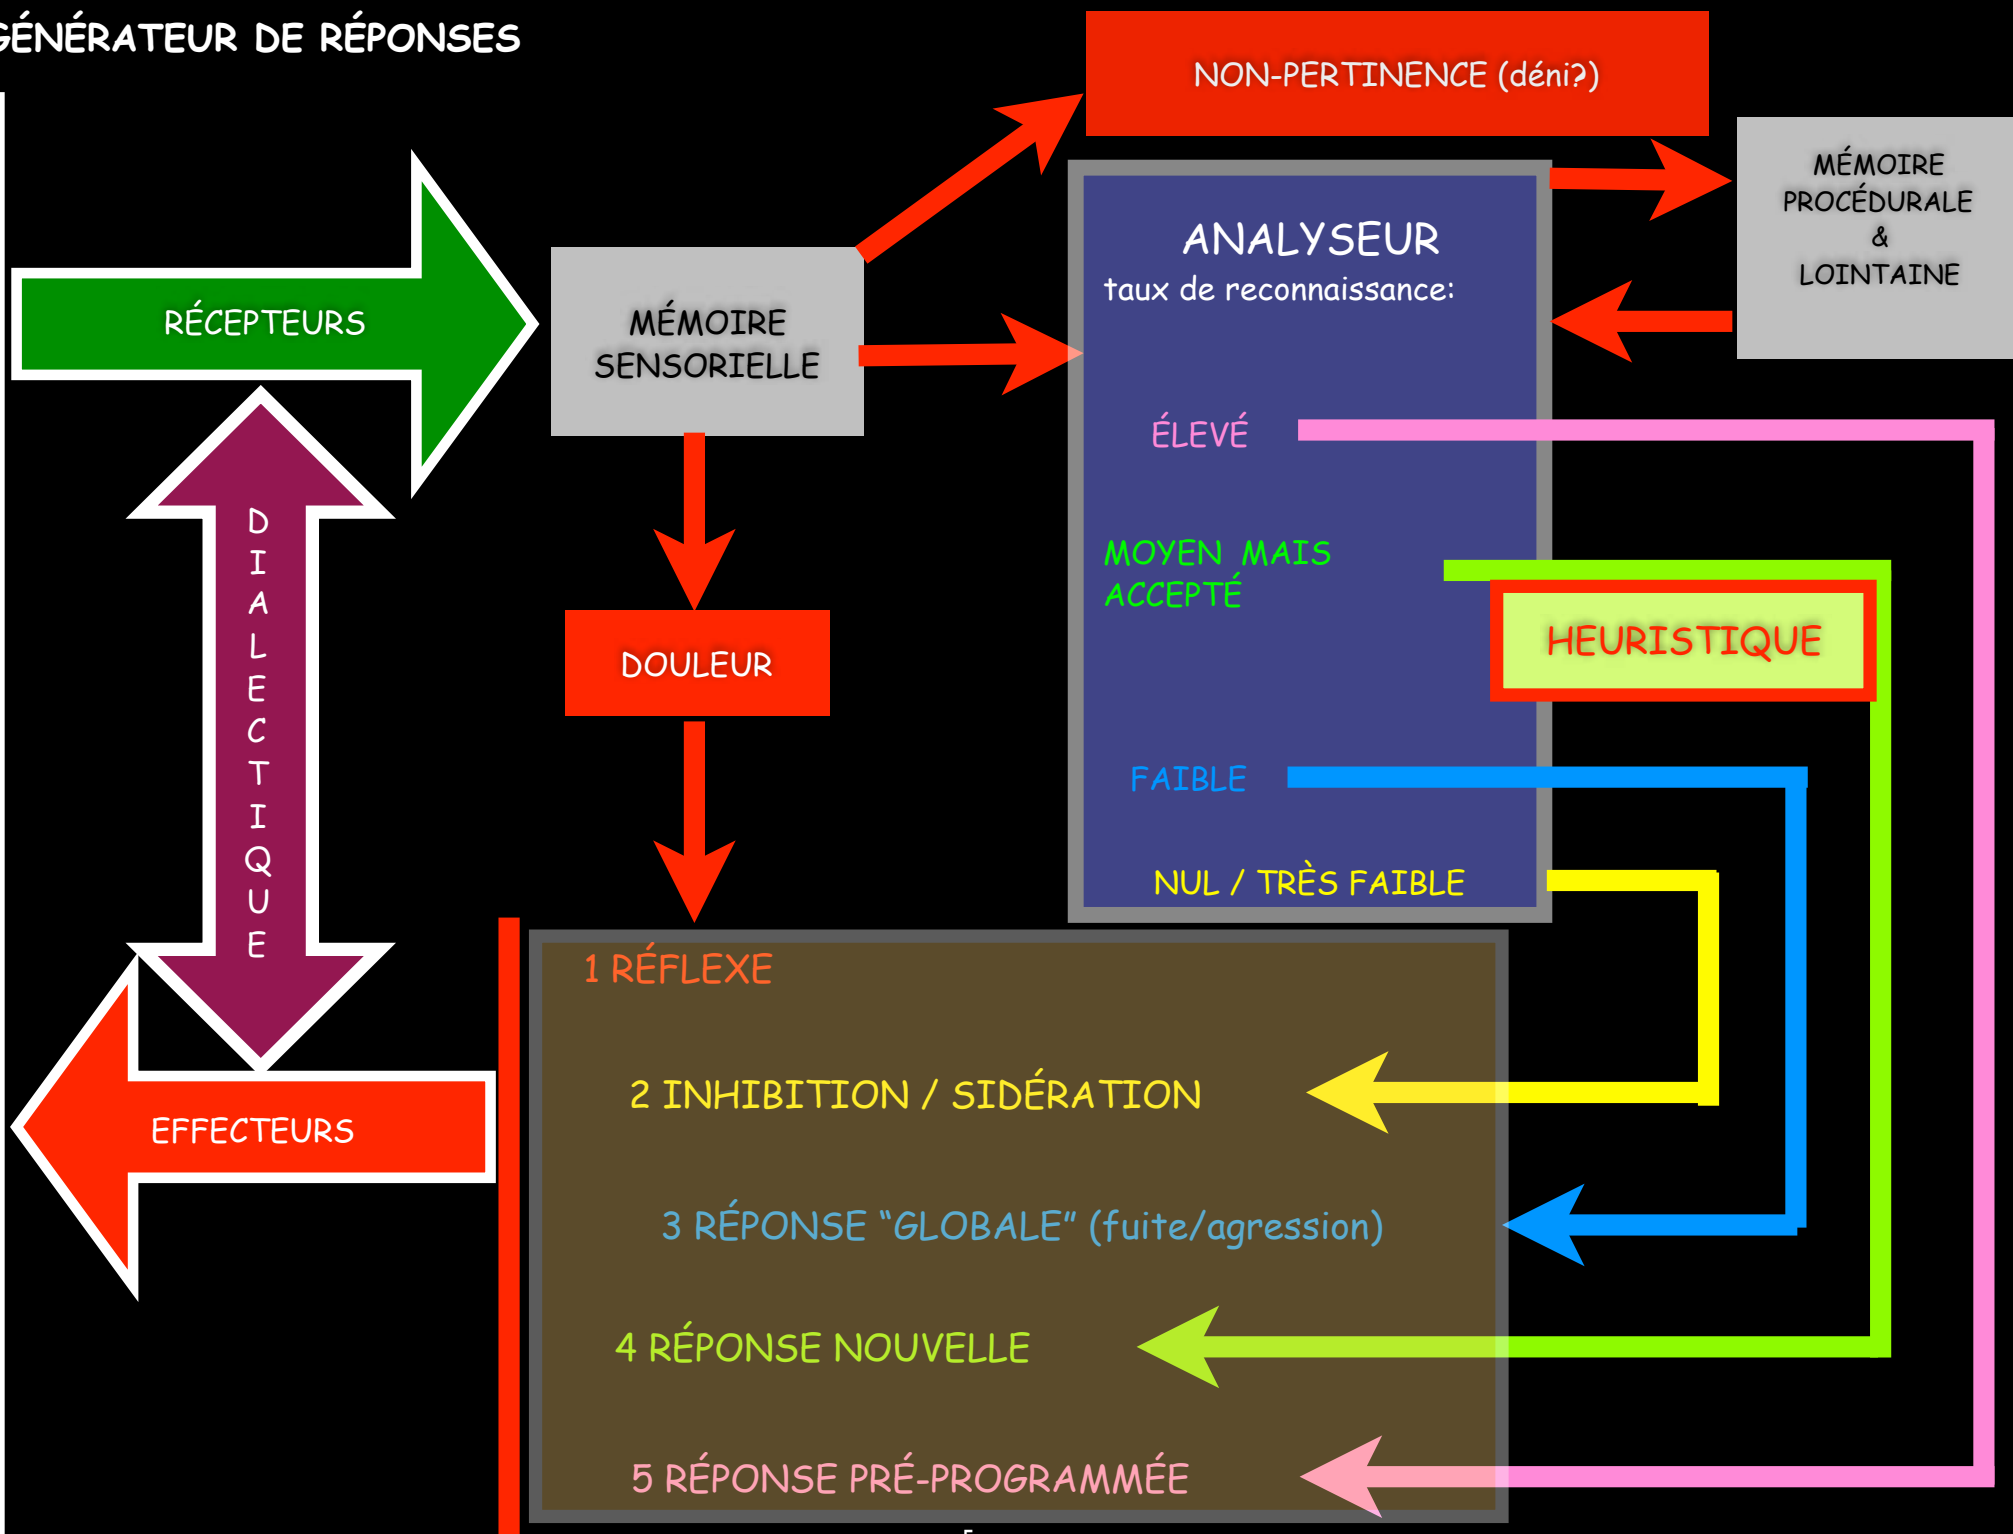 GÉNÉRATEUR DE RÉPONSES
NON-PERTINENCE (déni?)
MÉMOIRE
PROCÉDURALE
&
LOINTAINE
ANALYSEUR
taux de reconnaissance:
RÉCEPTEURS
MÉMOIRE
SENSORIELLE
ÉLEVÉ
DIALECTIQUE
MOYEN MAIS
ACCEPTÉ
HEURISTIQUE
DOULEUR
FAIBLE
NUL / TRÈS FAIBLE
1 RÉFLEXE
2 INHIBITION / SIDÉRATION
EFFECTEURS
3 RÉPONSE “GLOBALE” (fuite/agression)
4 RÉPONSE NOUVELLE
5 RÉPONSE PRÉ-PROGRAMMÉE